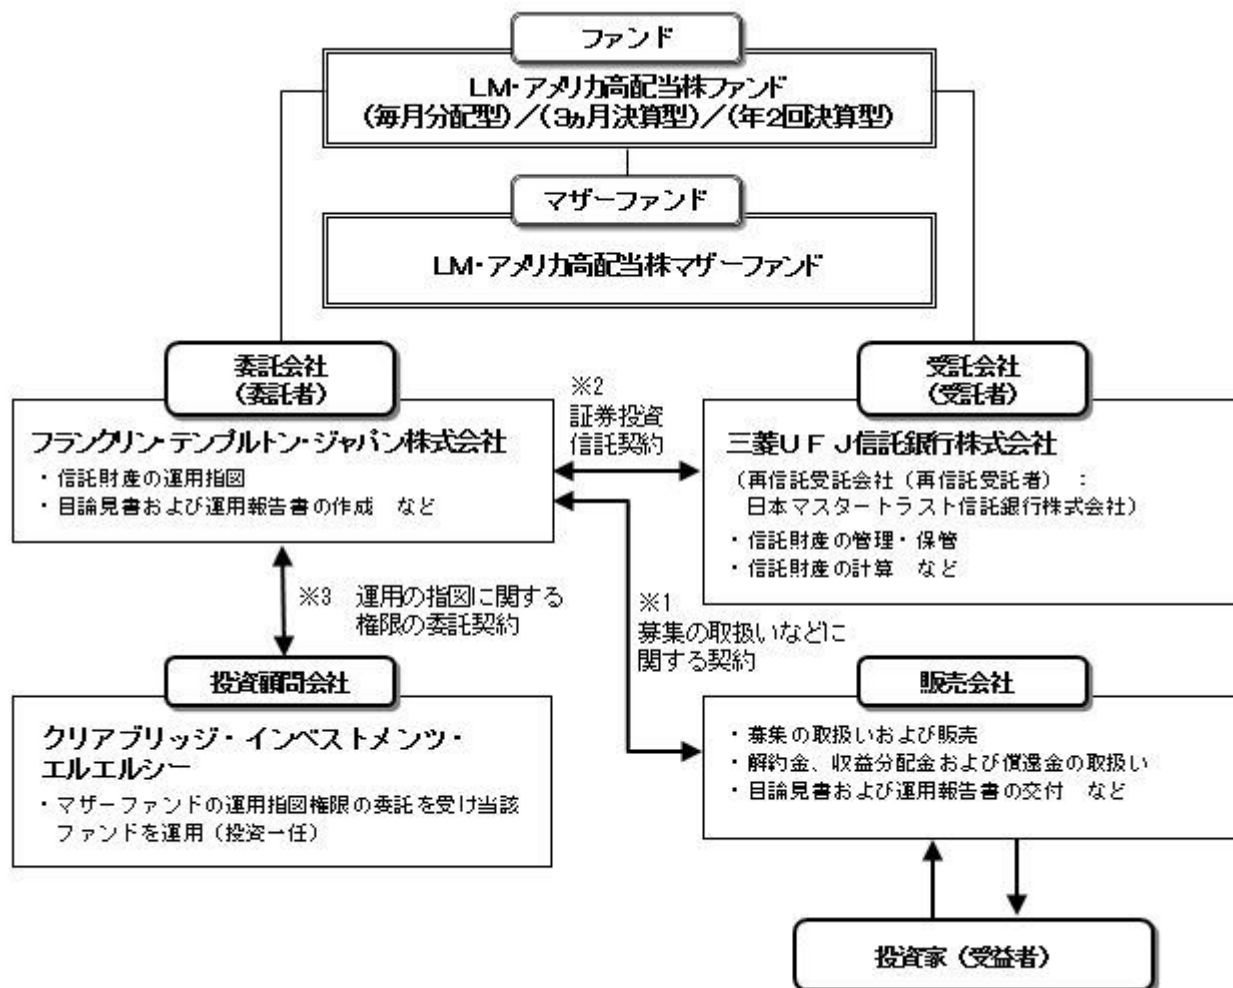 ファンド
LM・アメリカ高配当株ファンド
(毎月分配型)／(3ヵ月決算型)／(年2回決算型)
マザーファンド
LM・アメリカ高配当株マザーファンド
委託会社
(委託者)
フランクリン・テンプルトン・ジャパン株式会社
・信託財産の運用指図
・目論見書および運用報告書の作成　など
※2
証券投資
信託契約
受託会社
(受託者)
三菱ＵＦＪ信託銀行株式会社
（再信託受託会社（再信託受託者）：
日本マスタートラスト信託銀行株式会社）
・信託財産の管理・保管
・信託財産の計算　など
※3　運用の指図に関する
権限の委託契約
※1
募集の取扱いなどに
関する契約
投資顧問会社
クリアブリッジ・インベストメンツ・
エルエルシー
・マザーファンドの運用指図権限の委託を受け当該
ファンドを運用（投資一任）
販売会社
・募集の取扱いおよび販売
・解約金、収益分配金および償還金の取扱い
・目論見書および運用報告書の交付　など
投資家（受益者）